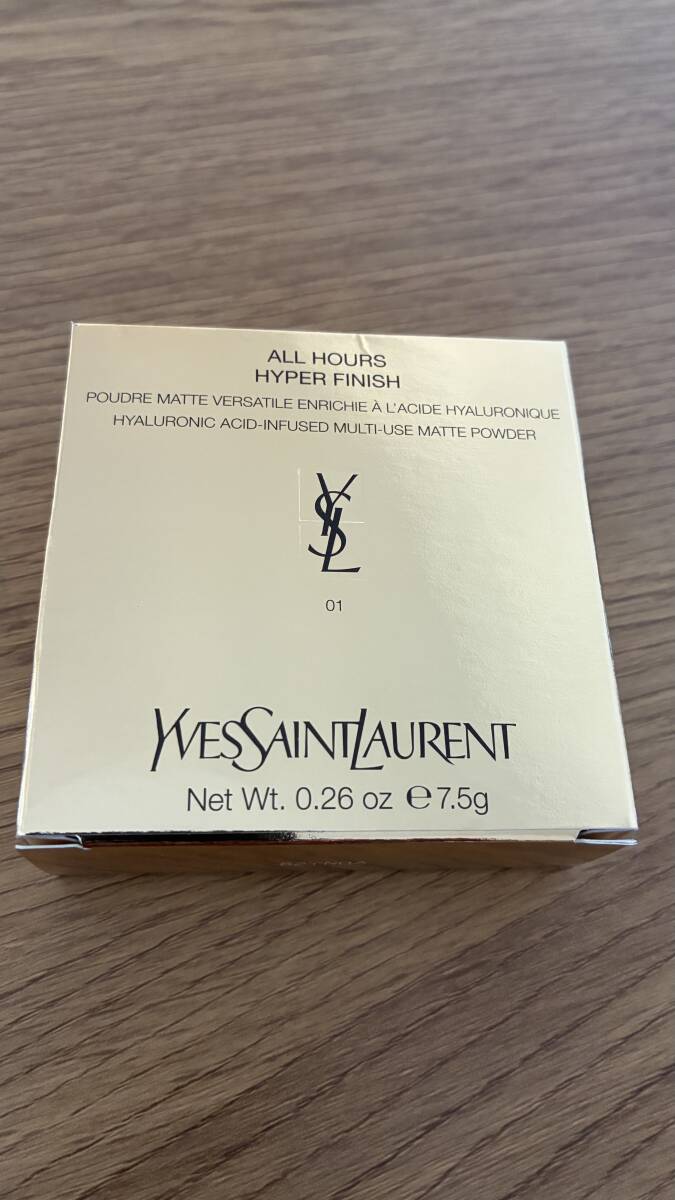 ALL HOURS
HYPER FINISH
POUDRE MATTE VERSATILE ENRICHIE À L'ACIDE HYALURONIQUE
HYALURONIC ACID-INFUSED MULTI-USE MATTE POWDER
YSL
01
YVESSAINTLAURENT
Net Wt. 0.26 oz ℮ 7.5g